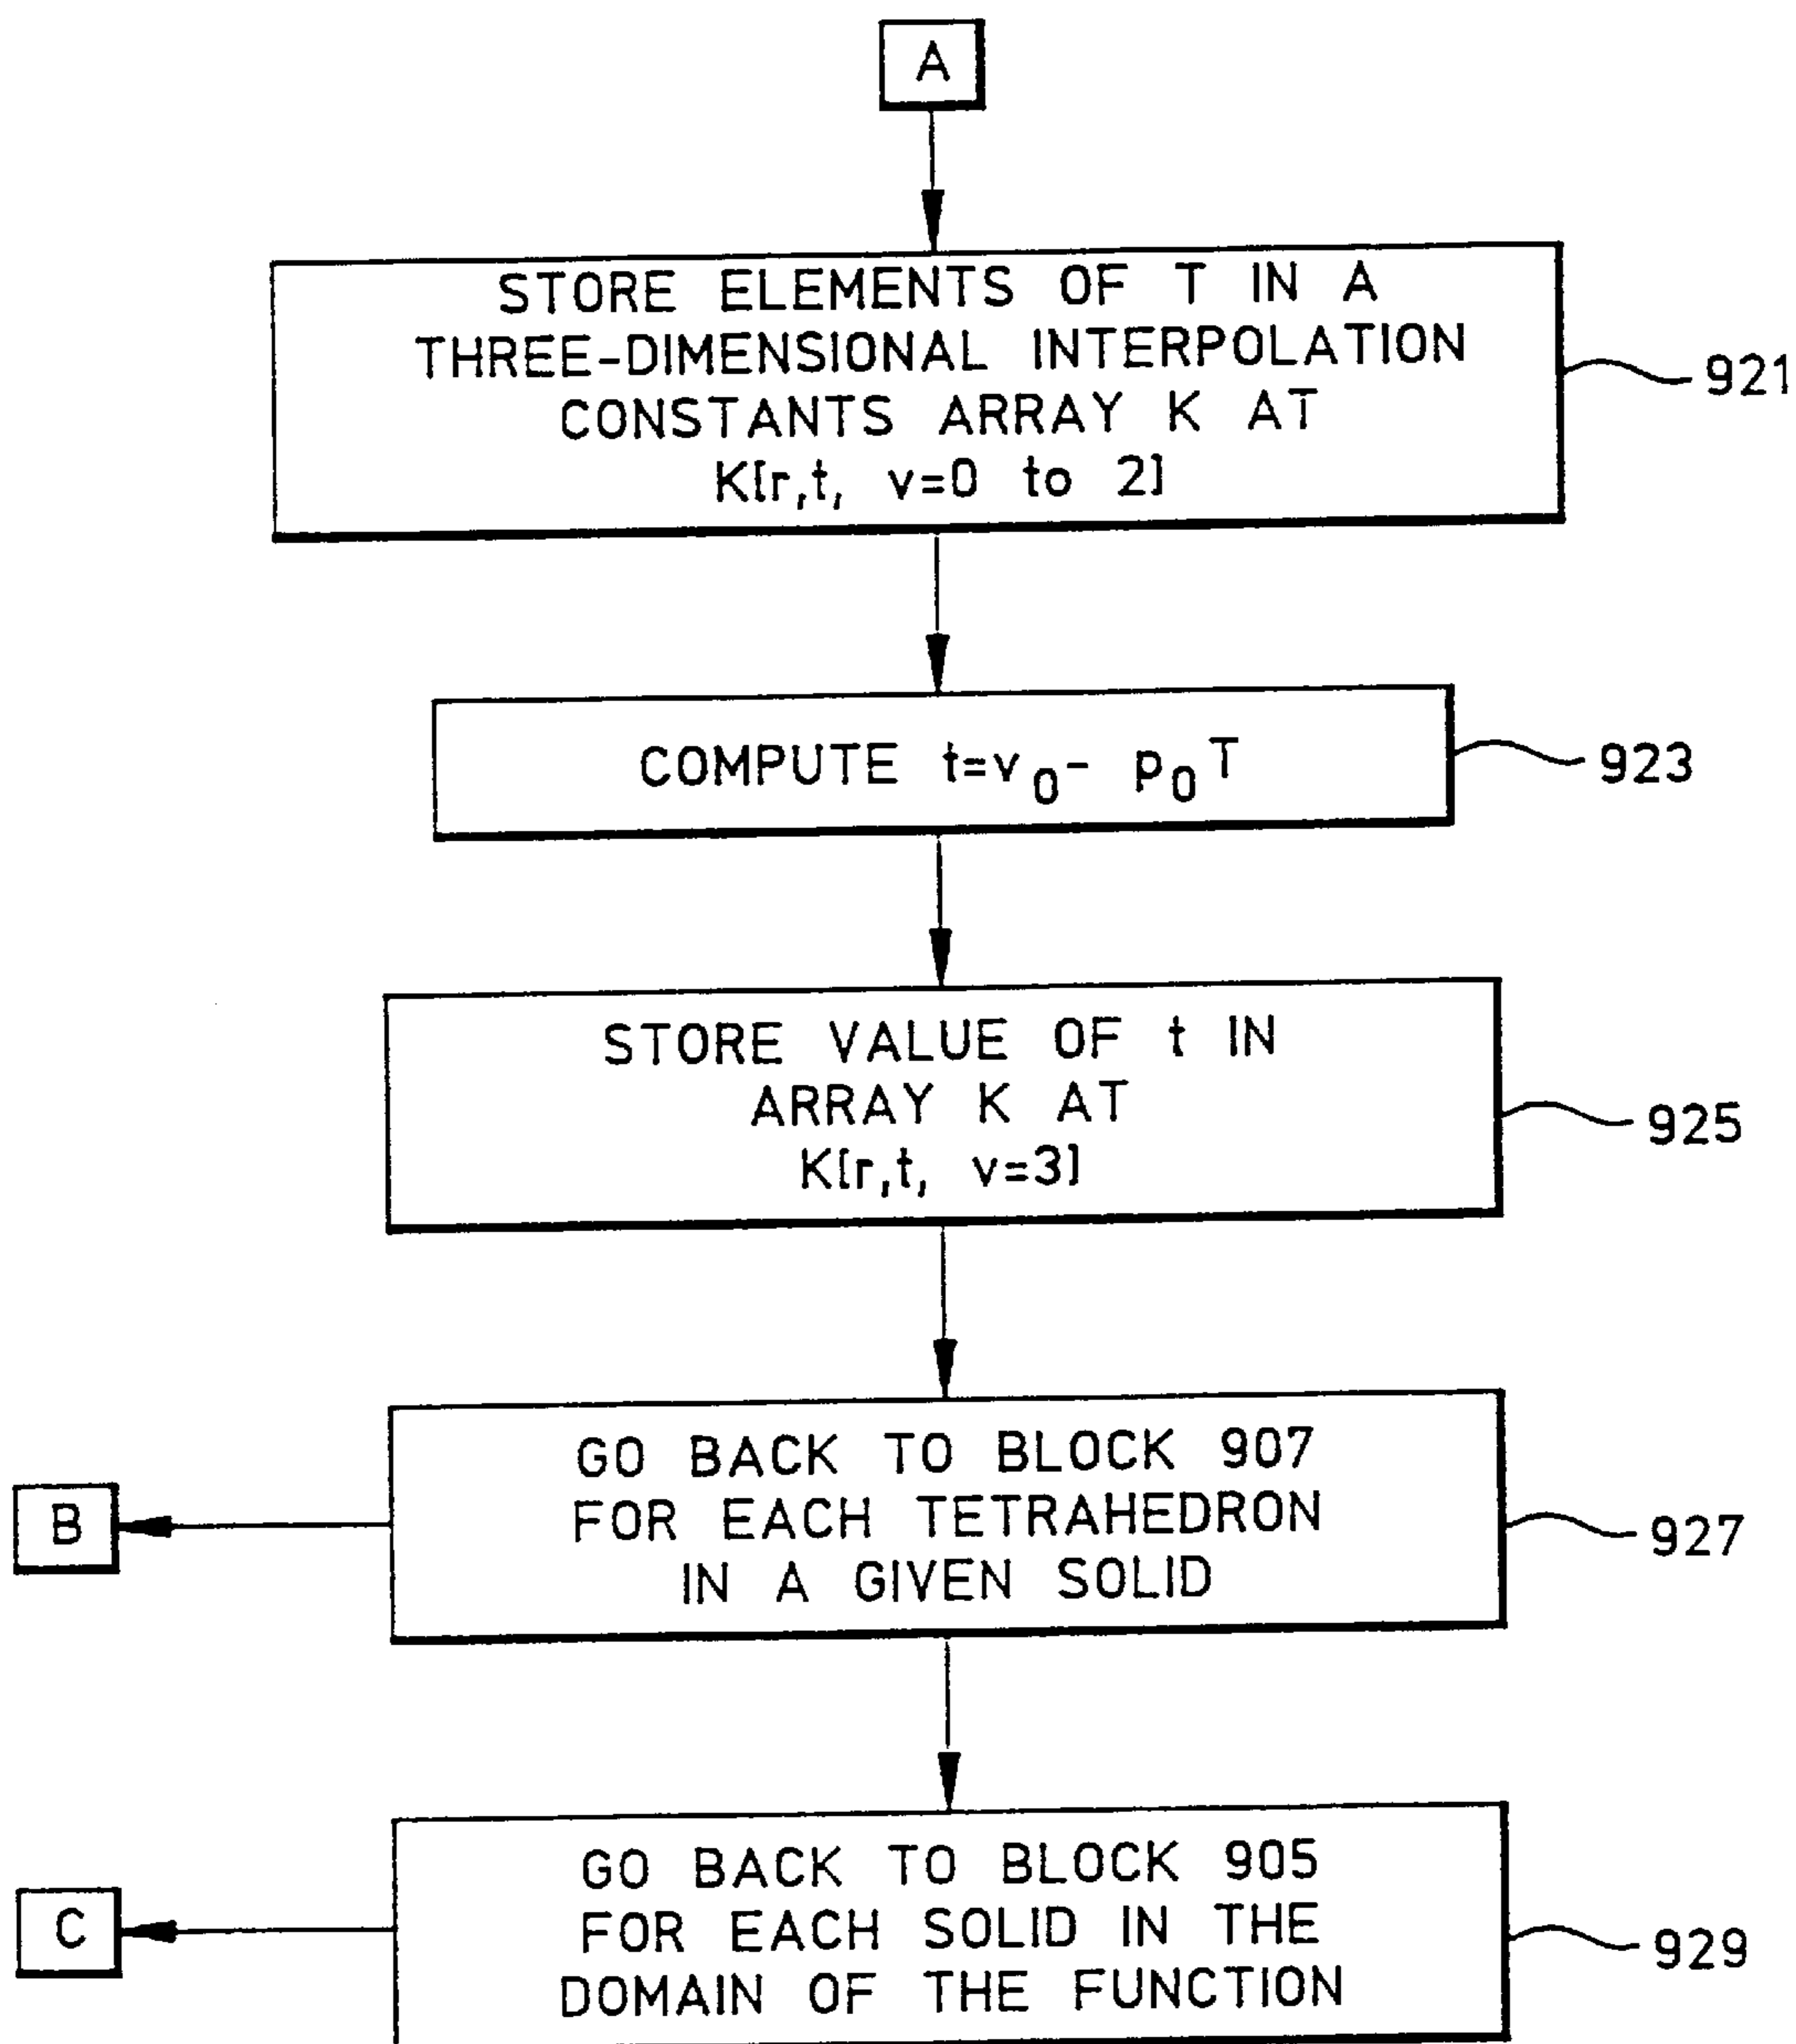 A
STORE ELEMENTS OF T IN A
THREE-DIMENSIONAL INTERPOLATION
CONSTANTS ARRAY K AT
K[r,t, v=0 to 2]
921
COMPUTE t=v₀- p₀T
923
STORE VALUE OF t IN
ARRAY K AT
K[r,t, v=3]
925
GO BACK TO BLOCK 907
FOR EACH TETRAHEDRON
IN A GIVEN SOLID
B
927
GO BACK TO BLOCK 905
FOR EACH SOLID IN THE
DOMAIN OF THE FUNCTION
C
929